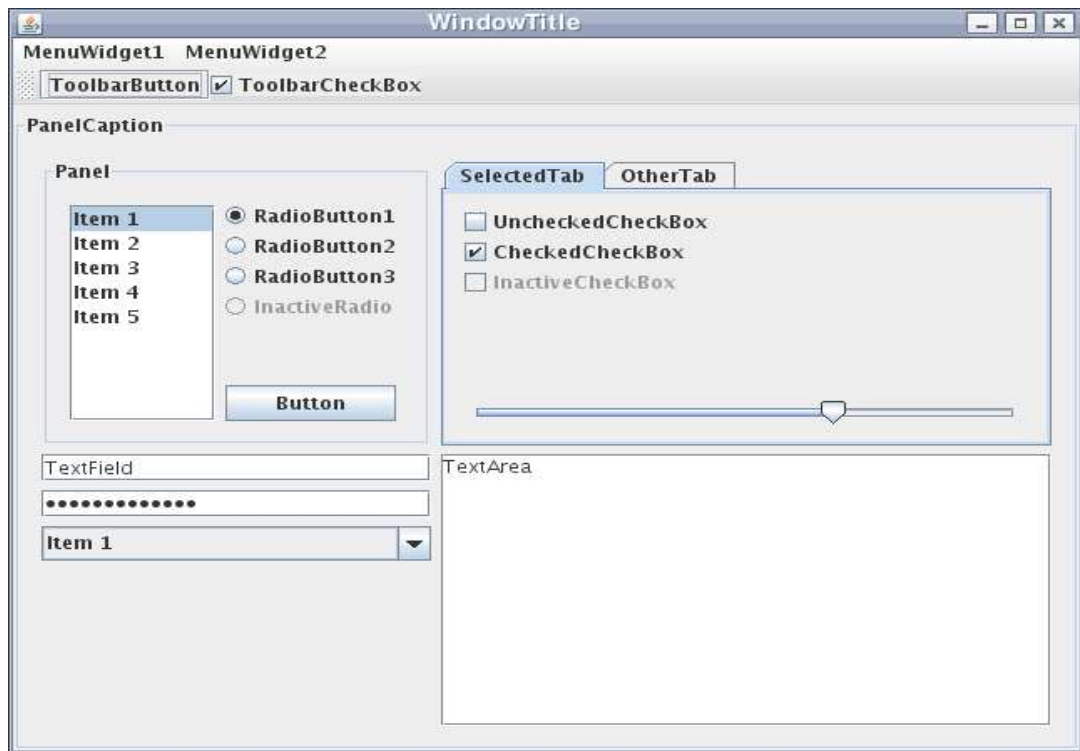 WindowTitle
MenuWidget1 MenuWidget2
ToolbarButton ToolbarCheckBox
PanelCaption
Panel
Item 1
Item 2
Item 3
Item 4
Item 5
RadioButton1
RadioButton2
RadioButton3
InactiveRadio
Button
SelectedTab OtherTab
UncheckedCheckBox
CheckedCheckBox
InactiveCheckBox
TextField
•••••••••••••
Item 1
TextArea